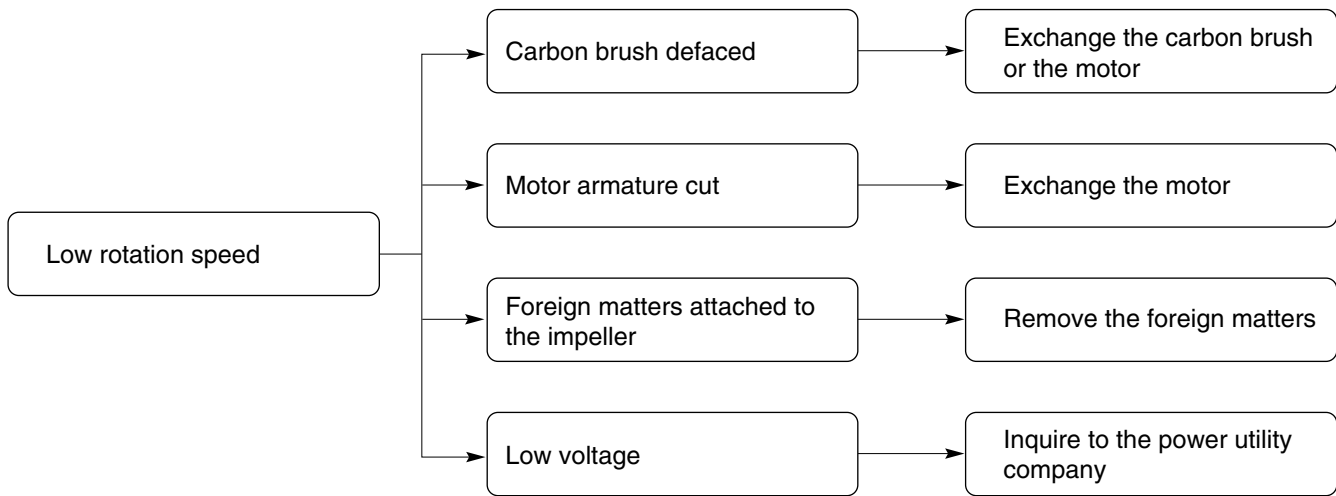 Carbon brush defaced
Exchange the carbon brush
or the motor
Motor armature cut
Exchange the motor
Low rotation speed
Foreign matters attached to
the impeller
Remove the foreign matters
Low voltage
Inquire to the power utility
company